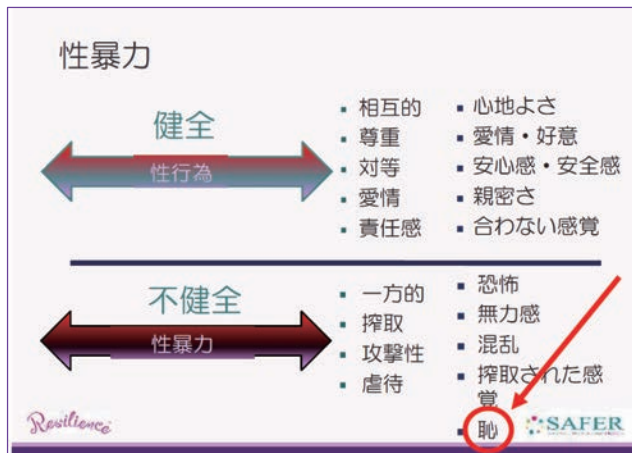 性暴力
健全
性行為
相互的
尊重
対等
愛情
責任感
心地よさ
愛情・好意
安心感・安全感
親密さ
合わない感覚
不健全
性暴力
一方的
搾取
攻撃性
虐待
恐怖
無力感
混乱
搾取された感
覚
恥
Resilience
SAFER